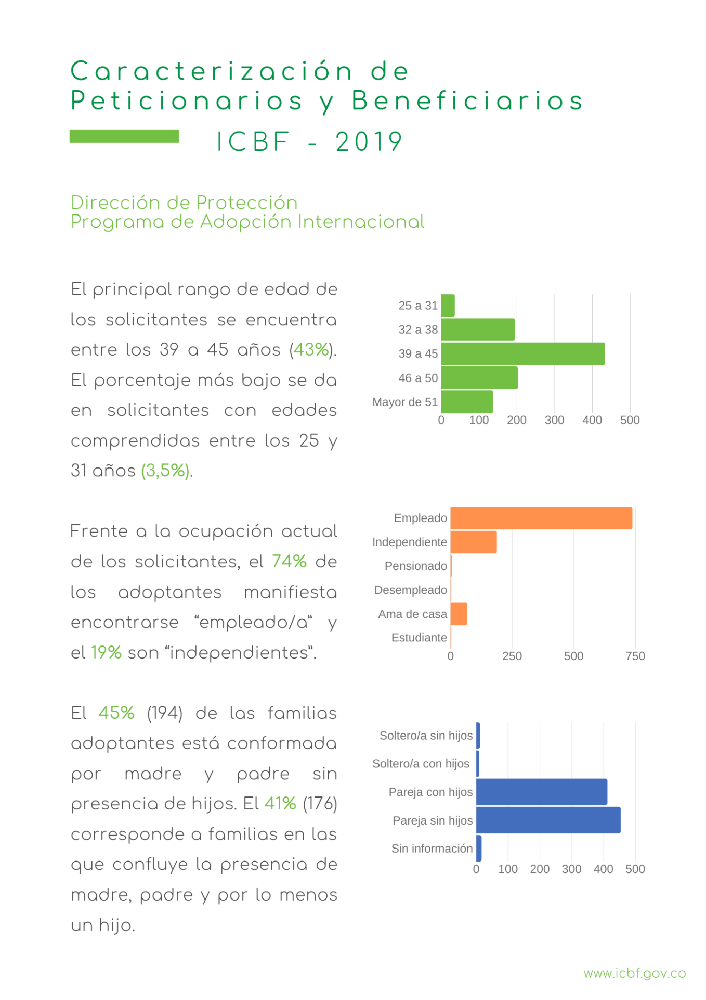 Caracterización de
Peticionarios y Beneficiarios
ICBF - 2019
Dirección de Protección
Programa de Adopción Internacional
El principal rango de edad de
los solicitantes se encuentra
entre los 39 a 45 años (43%).
El porcentaje más bajo se da
en solicitantes con edades
comprendidas entre los 25 y
31 años (3,5%).
25 a 31
32 a 38
39 a 45
46 a 50
Mayor de 51
0 100 200 300 400 500
Frente a la ocupación actual
de los solicitantes, el 74% de
los adoptantes manifiesta
encontrarse “empleado/a” y
el 19% son “independientes”.
Empleado
Independiente
Pensionado
Desempleado
Ama de casa
Estudiante
0 250 500 750
El 45% (194) de las familias
adoptantes está conformada
por madre y padre sin
presencia de hijos. El 41% (176)
corresponde a familias en las
que confluye la presencia de
madre, padre y por lo menos
un hijo.
Soltero/a sin hijos
Soltero/a con hijos
Pareja con hijos
Pareja sin hijos
Sin información
0 100 200 300 400 500
www.icbf.gov.co